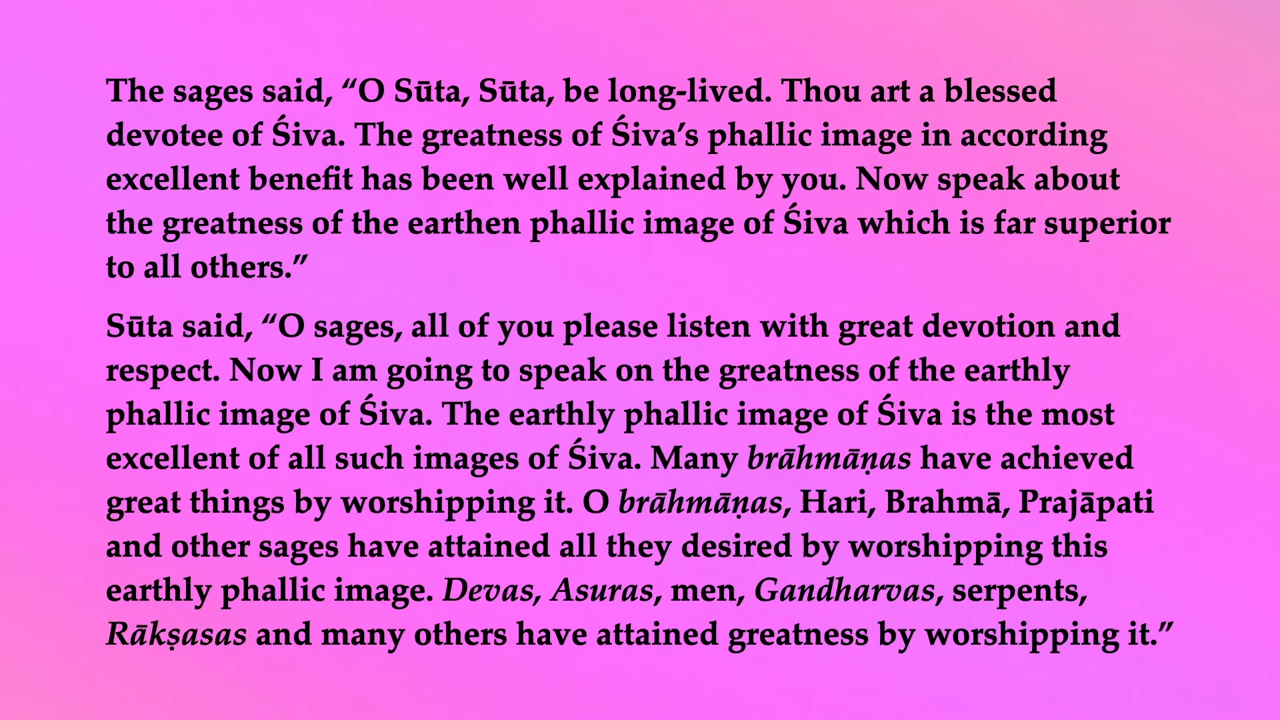 The sages said, “O Sūta, Sūta, be long-lived. Thou art a blessed
devotee of Śiva. The greatness of Śiva’s phallic image in according
excellent benefit has been well explained by you. Now speak about
the greatness of the earthen phallic image of Śiva which is far superior
to all others.”
Sūta said, “O sages, all of you please listen with great devotion and
respect. Now I am going to speak on the greatness of the earthly
phallic image of Śiva. The earthly phallic image of Śiva is the most
excellent of all such images of Śiva. Many brāhmāṇas have achieved
great things by worshipping it. O brāhmāṇas, Hari, Brahmā, Prajāpati
and other sages have attained all they desired by worshipping this
earthly phallic image. Devas, Asuras, men, Gandharvas, serpents,
Rākṣasas and many others have attained greatness by worshipping it.”